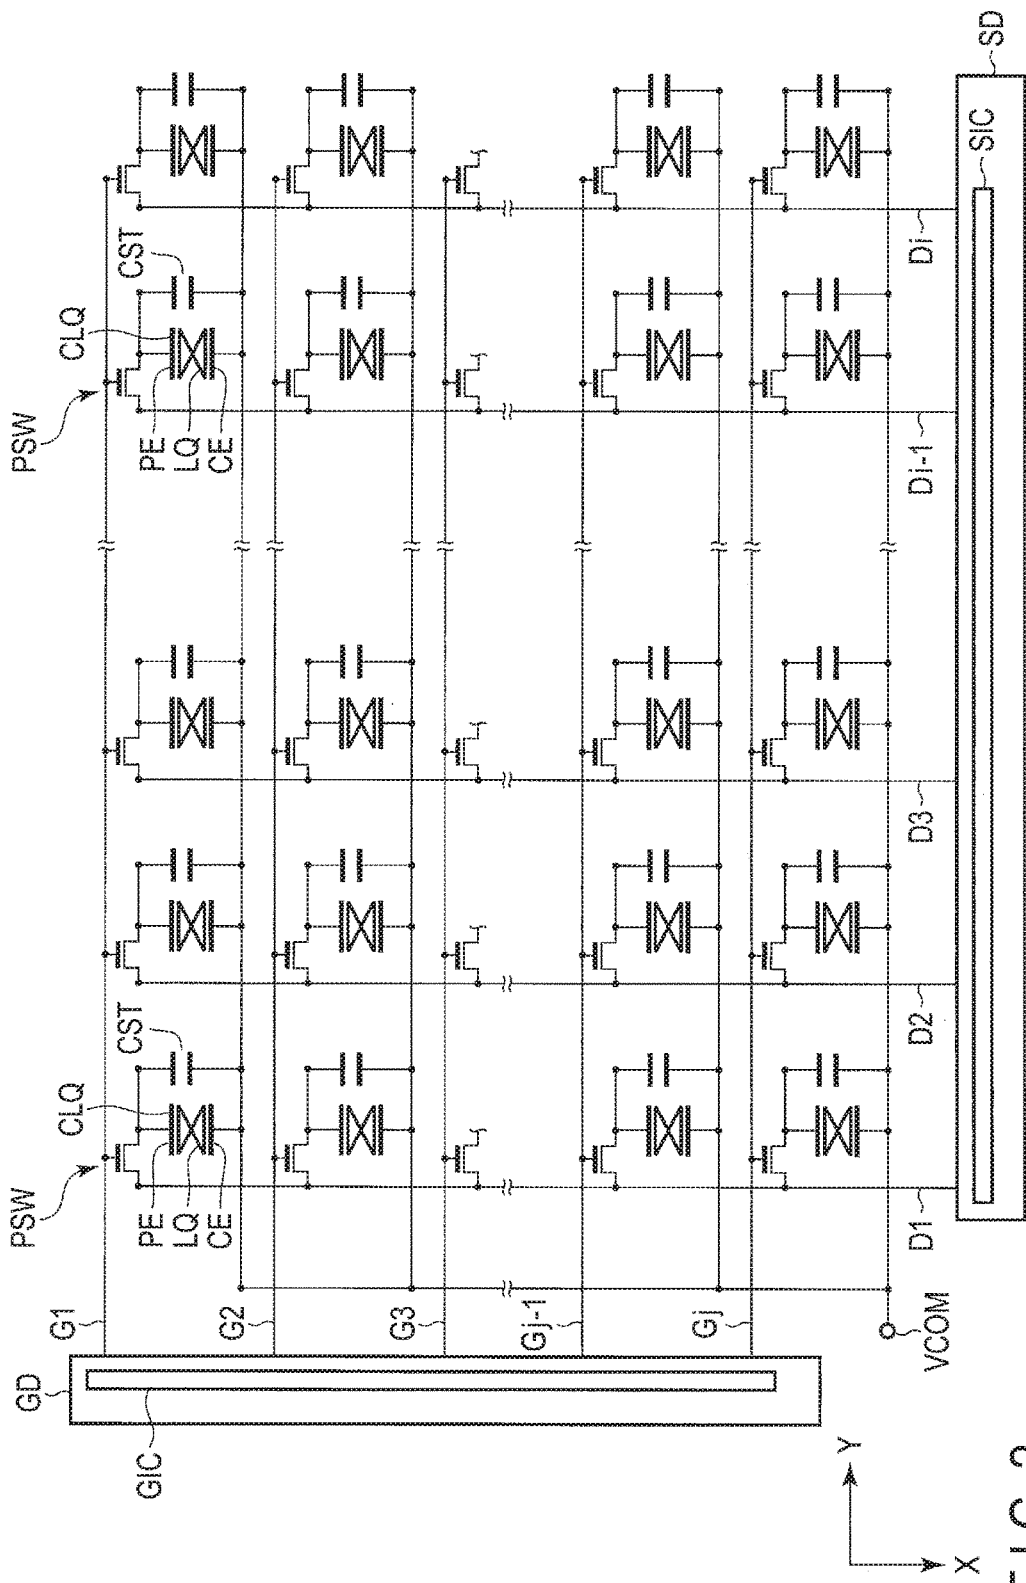 PSW
CLQ
CST
PE
LQ
CE
PSW
CLQ
CST
PE
LQ
CE
GD
GIC
G1
G2
G3
Gj-1
Gj
VCOM
D1
D2
D3
Di-1
Di
SIC
SD
Y
X